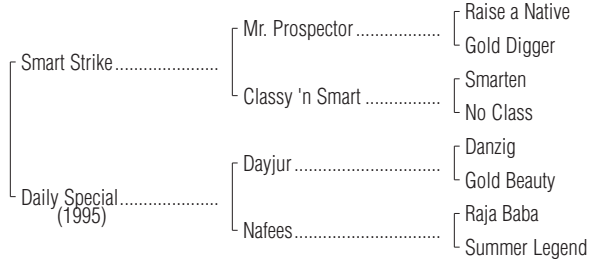 Raise a Native
Mr. Prospector..................
Gold Digger
Smart Strike......................
Smarten
Classy 'n Smart ................
No Class
Danzig
Dayjur...............................
Gold Beauty
Daily Special.....................
(1995)
Raja Baba
Nafees...............................
Summer Legend